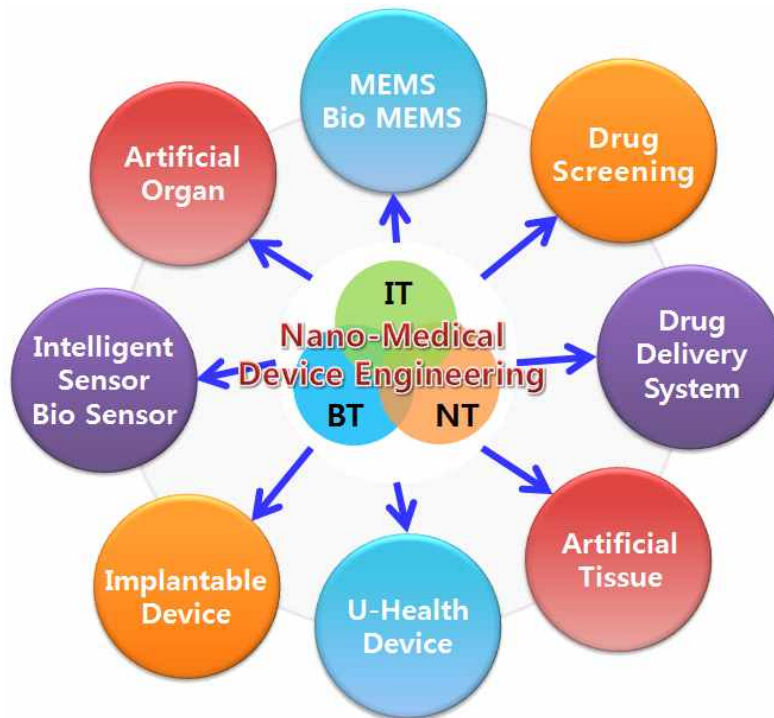 MEMS
Bio MEMS
Drug
Screening
Drug
Delivery
System
Artificial
Tissue
U-Health
Device
Implantable
Device
Intelligent
Sensor
Bio Sensor
Artificial
Organ
IT
Nano-Medical
Device Engineering
BT
NT